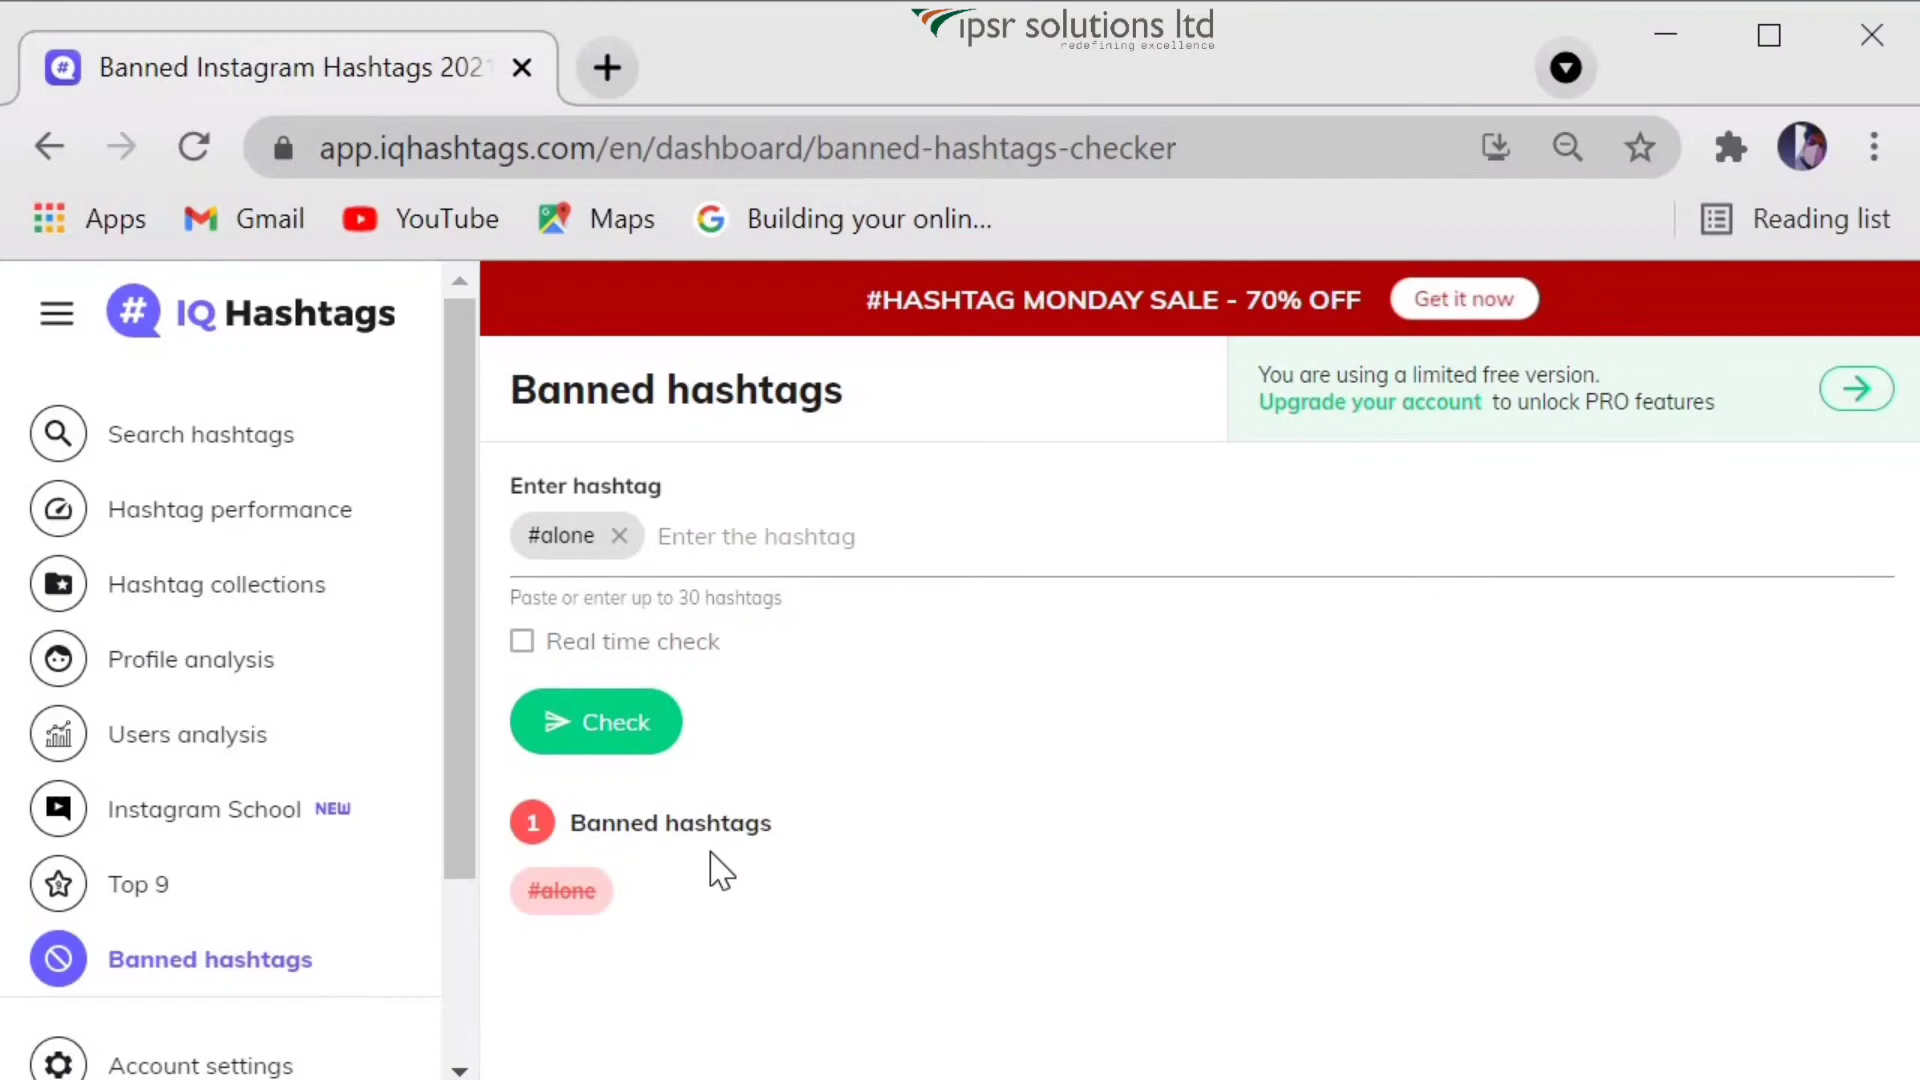 ipsr solutions ltd
redefining excellence
Banned Instagram Hashtags 202
app.iqhashtags.com/en/dashboard/banned-hashtags-checker
Apps
Gmail
YouTube
Maps
Building your onlin...
Reading list
# IQ Hashtags
#HASHTAG MONDAY SALE - 70% OFF
Get it now
Search hashtags
Hashtag performance
Hashtag collections
Profile analysis
Users analysis
Instagram School NEW
Top 9
Banned hashtags
Account settings
Banned hashtags
You are using a limited free version.
Upgrade your account to unlock PRO features
Enter hashtag
#alone
Enter the hashtag
Paste or enter up to 30 hashtags
Real time check
Check
1 Banned hashtags
#alone